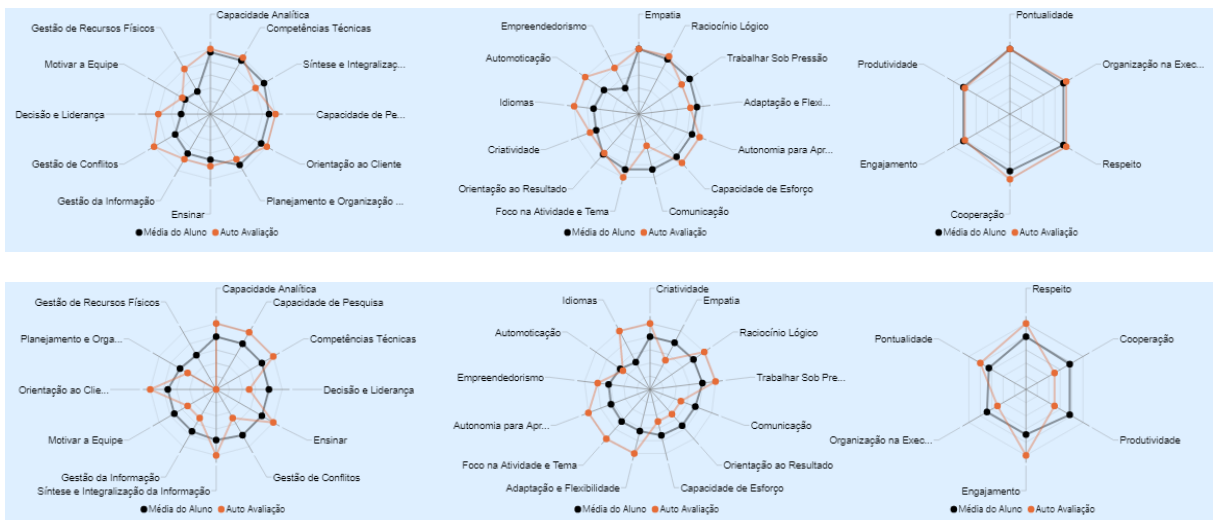 Capacidade Analítica
Gestão de Recursos Físicos
Competências Técnicas
Motivar a Equipe
Síntese e Integralizaç...
Decisão e Liderança
Capacidade de Pe...
Gestão de Conflitos
Orientação ao Cliente
Gestão da Informação
Planejamento e Organização ...
Ensinar
Média do Aluno Auto Avaliação
Empatia
Empreendedorismo
Raciocínio Lógico
Automoticação
Trabalhar Sob Pressão
Idiomas
Adaptação e Flexi...
Criatividade
Autonomia para Apr...
Orientação ao Resultado
Capacidade de Esforço
Foco na Atividade e Tema
Comunicação
Média do Aluno Auto Avaliação
Pontualidade
Produtividade
Organização na Exec...
Engajamento
Respeito
Cooperação
Média do Aluno Auto Avaliação
Capacidade Analítica
Gestão de Recursos Físicos
Capacidade de Pesquisa
Planejamento e Orga...
Competências Técnicas
Orientação ao Clie...
Decisão e Liderança
Motivar a Equipe
Ensinar
Gestão da Informação
Gestão de Conflitos
Síntese e Integralização da Informação
Média do Aluno Auto Avaliação
Criatividade
Idiomas
Empatia
Automoticação
Raciocínio Lógico
Empreendedorismo
Trabalhar Sob Pre...
Autonomia para Apr...
Comunicação
Foco na Atividade e Tema
Orientação ao Resultado
Adaptação e Flexibilidade
Capacidade de Esforço
Média do Aluno Auto Avaliação
Respeito
Pontualidade
Cooperação
Organização na Exec...
Produtividade
Engajamento
Média do Aluno Auto Avaliação